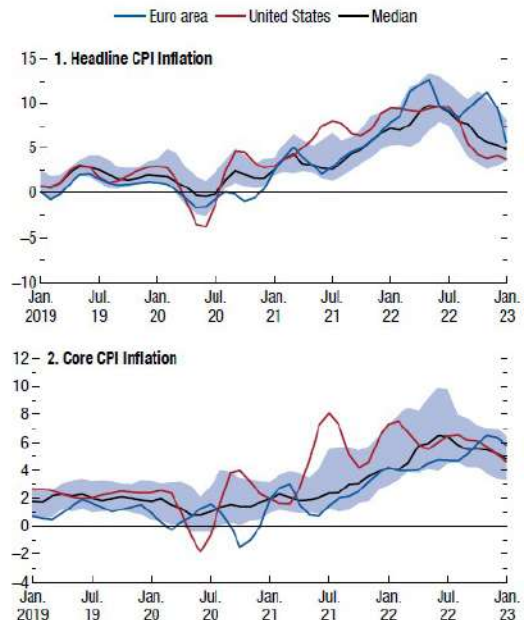 Euro area United States Median
1. Headline CPI Inflation
15
10
5
0
−5
−10
Jan. Jul. Jan. Jul. Jan. Jul. Jan. Jul. Jan.
2019 19 20 20 21 21 22 22 23
2. Core CPI Inflation
12
10
8
6
4
2
0
−2
−4
Jan. Jul. Jan. Jul. Jan. Jul. Jan. Jul. Jan.
2019 19 20 20 21 21 22 22 23